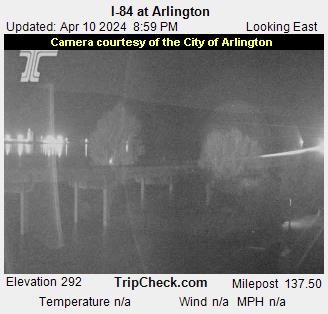 I-84 at Arlington
Updated: Apr 10 2024 8:59 PM Looking East
Camera courtesy of the City of Arlington
Elevation 292 TripCheck.com Milepost 137.50
Temperature n/a Wind n/a MPH n/a